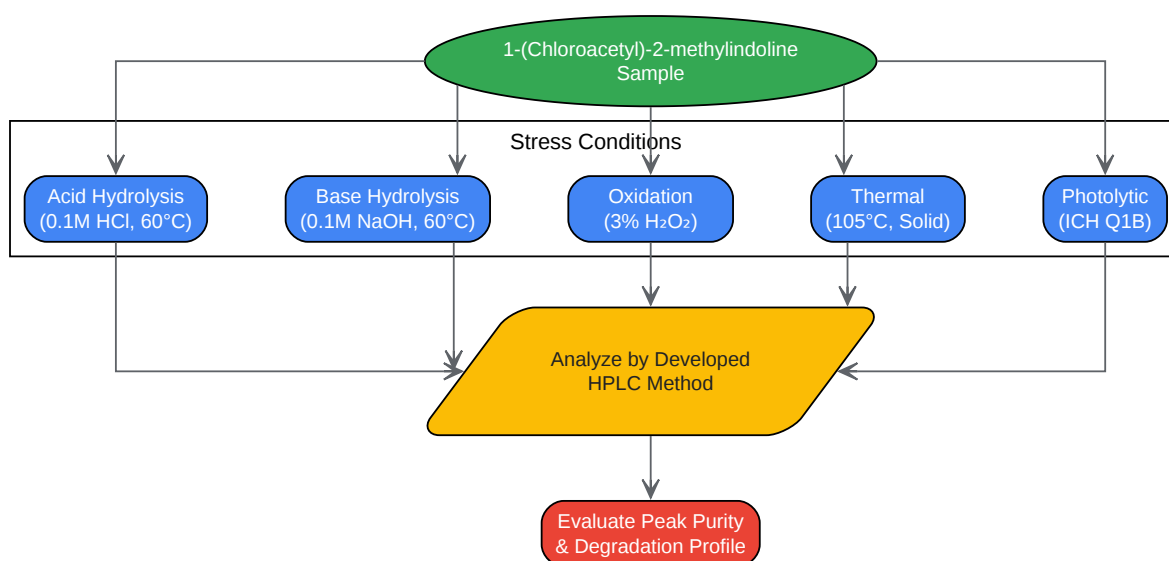 1-(Chloroacetyl)-2-methylindoline
Sample
Stress Conditions
Acid Hydrolysis
(0.1M HCl, 60°C)
Base Hydrolysis
(0.1M NaOH, 60°C)
Oxidation
(3% H₂O₂)
Thermal
(105°C, Solid)
Photolytic
(ICH Q1B)
Analyze by Developed
HPLC Method
Evaluate Peak Purity
& Degradation Profile